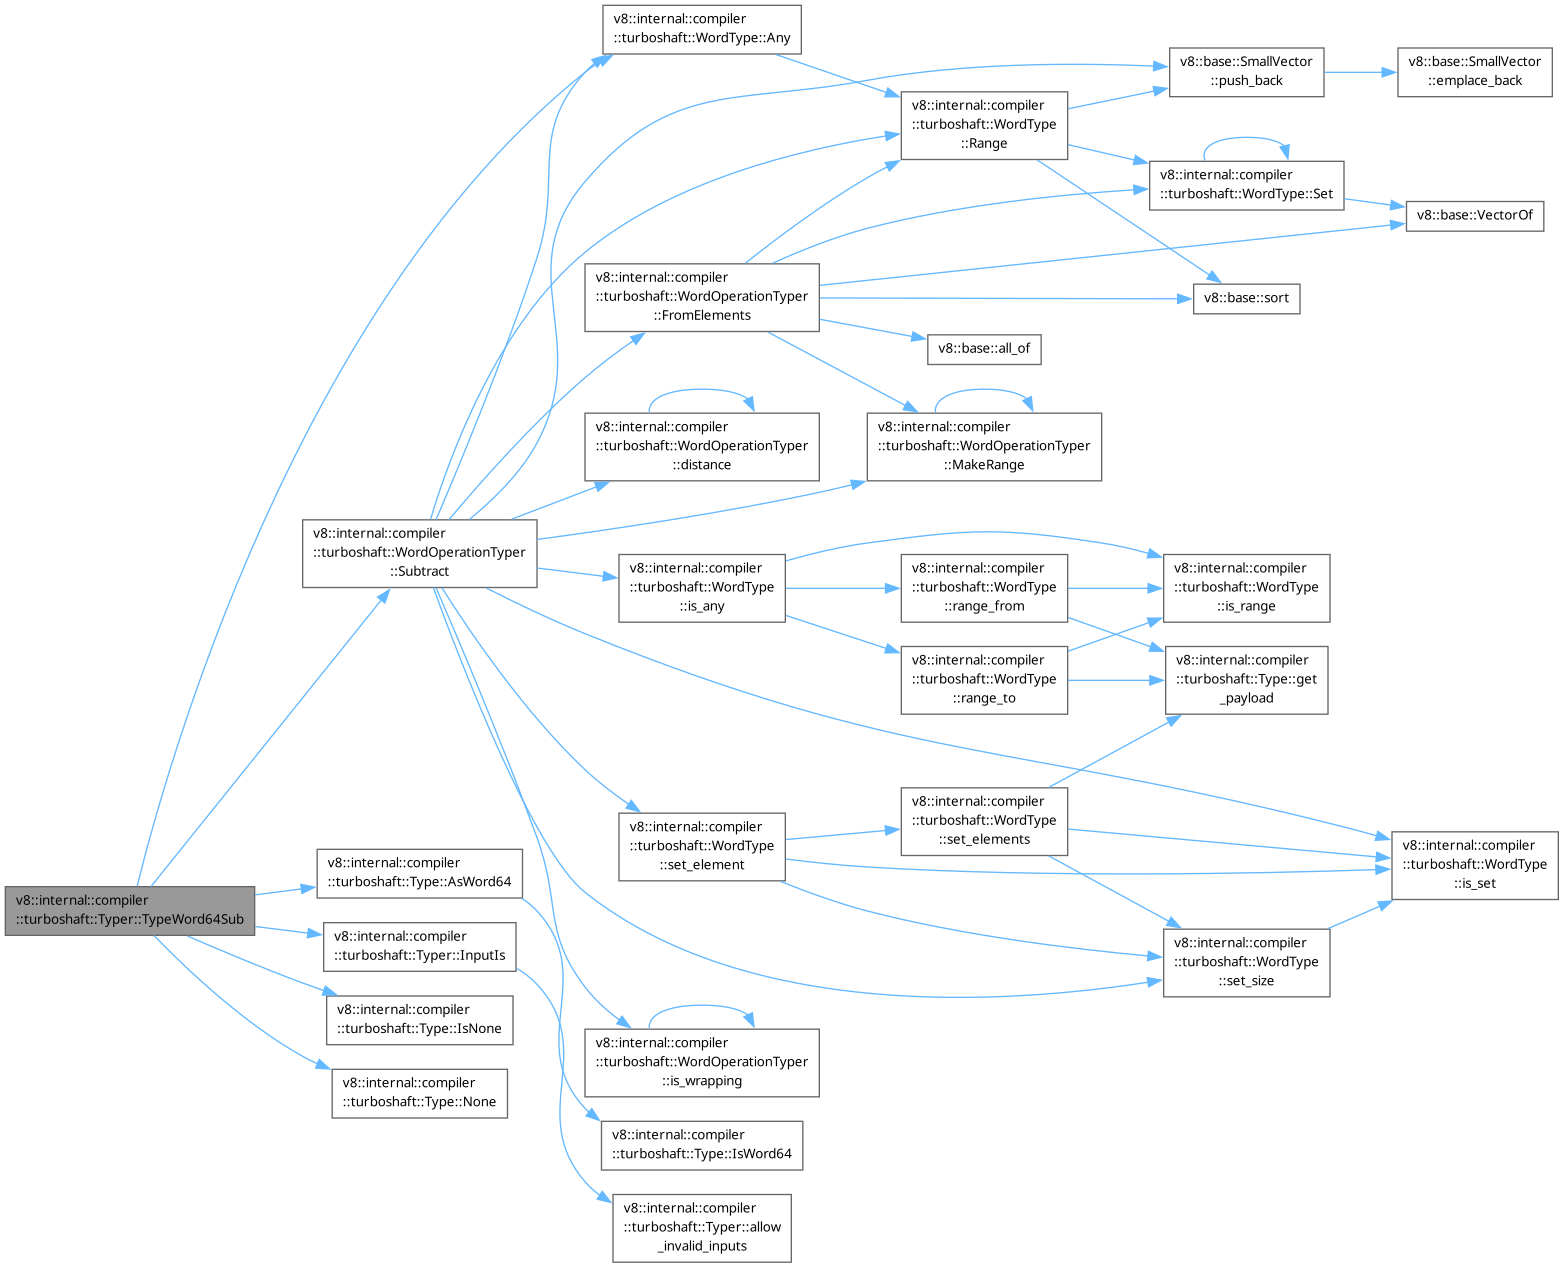 v8::internal::compiler
::turboshaft::WordType::Any
v8::base::SmallVector
::push_back
v8::base::SmallVector
::emplace_back
v8::internal::compiler
::turboshaft::WordType
::Range
v8::internal::compiler
::turboshaft::WordType::Set
v8::base::VectorOf
v8::internal::compiler
::turboshaft::WordOperationTyper
::FromElements
v8::base::sort
v8::base::all_of
v8::internal::compiler
::turboshaft::WordOperationTyper
::distance
v8::internal::compiler
::turboshaft::WordOperationTyper
::MakeRange
v8::internal::compiler
::turboshaft::WordOperationTyper
::Subtract
v8::internal::compiler
::turboshaft::WordType
::is_any
v8::internal::compiler
::turboshaft::WordType
::range_from
v8::internal::compiler
::turboshaft::WordType
::is_range
v8::internal::compiler
::turboshaft::WordType
::range_to
v8::internal::compiler
::turboshaft::Type::get
_payload
v8::internal::compiler
::turboshaft::WordType
::set_element
v8::internal::compiler
::turboshaft::WordType
::set_elements
v8::internal::compiler
::turboshaft::WordType
::is_set
v8::internal::compiler
::turboshaft::Type::AsWord64
v8::internal::compiler
::turboshaft::Typer::TypeWord64Sub
v8::internal::compiler
::turboshaft::Typer::InputIs
v8::internal::compiler
::turboshaft::WordType
::set_size
v8::internal::compiler
::turboshaft::Type::IsNone
v8::internal::compiler
::turboshaft::WordOperationTyper
::is_wrapping
v8::internal::compiler
::turboshaft::Type::None
v8::internal::compiler
::turboshaft::Type::IsWord64
v8::internal::compiler
::turboshaft::Typer::allow
_invalid_inputs